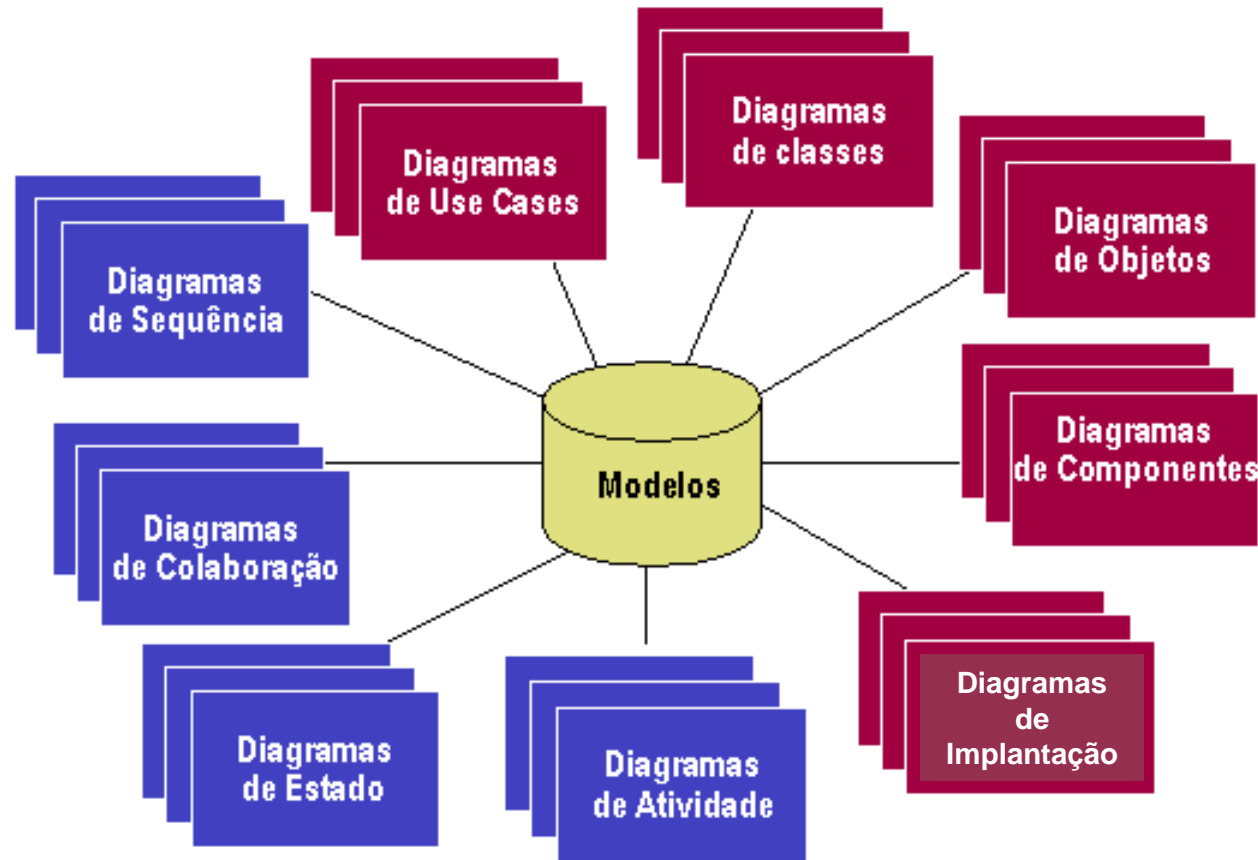 Diagramas
de classes
Diagramas
de Use Cases
Diagramas
de Objetos
Diagramas
de Sequência
Diagramas
de Componentes
Modelos
Diagramas
de Colaboração
Diagramas
de
Implantação
Diagramas
de Estado
Diagramas
de Atividade